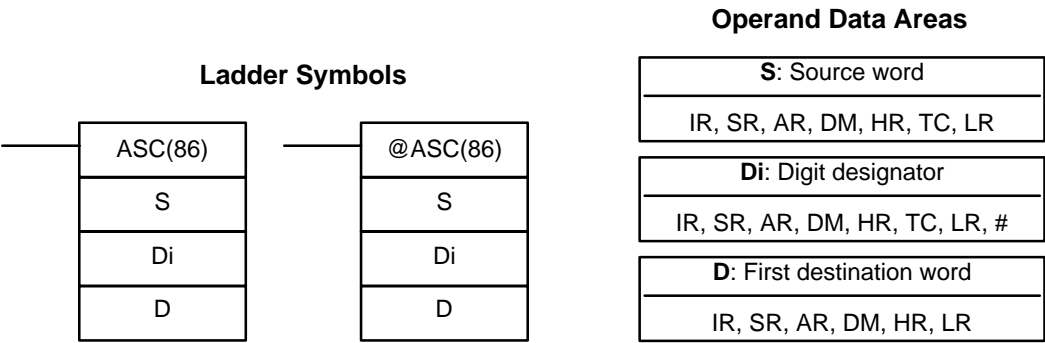 Ladder Symbols
ASC(86)
S
Di
D
@ASC(86)
S
Di
D
Operand Data Areas
S: Source word
IR, SR, AR, DM, HR, TC, LR
Di: Digit designator
IR, SR, AR, DM, HR, TC, LR, #
D: First destination word
IR, SR, AR, DM, HR, LR